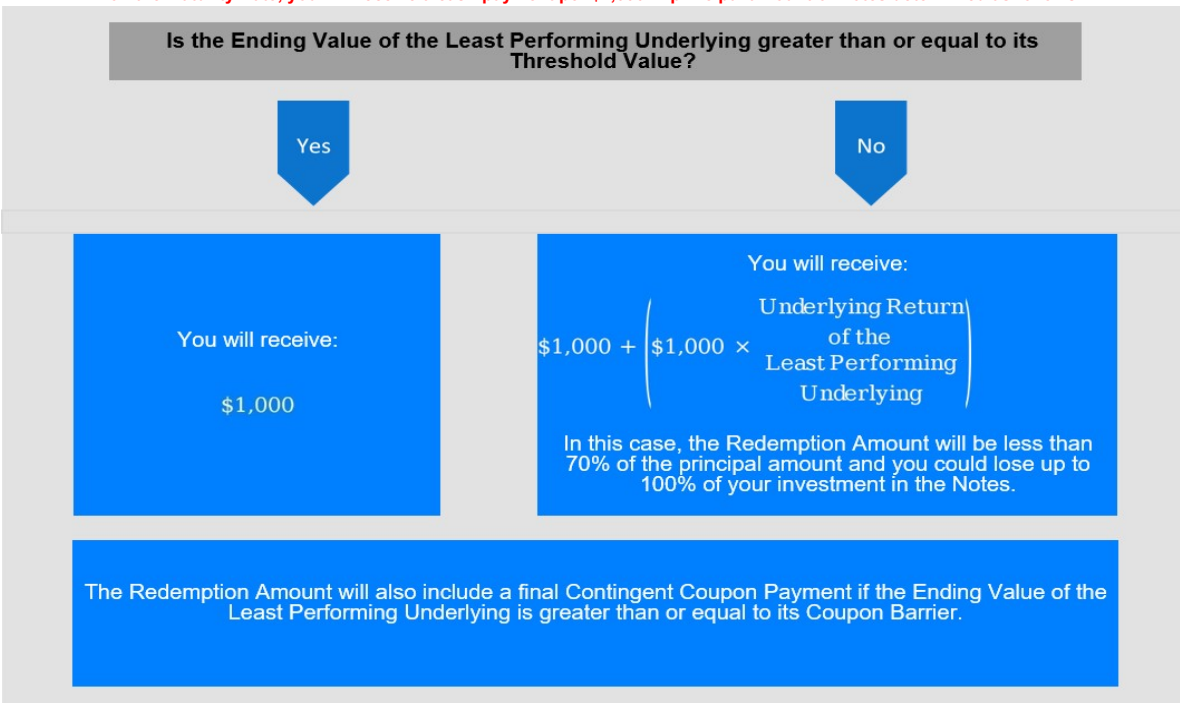 Is the Ending Value of the Least Performing Underlying greater than or equal to its
Threshold Value?
Yes
No
You will receive:
$1,000
You will receive:
$1,000 + ($1,000 × Underlying Return
of the
Least Performing
Underlying)
In this case, the Redemption Amount will be less than
70% of the principal amount and you could lose up to
100% of your investment in the Notes.
The Redemption Amount will also include a final Contingent Coupon Payment if the Ending Value of the
Least Performing Underlying is greater than or equal to its Coupon Barrier.